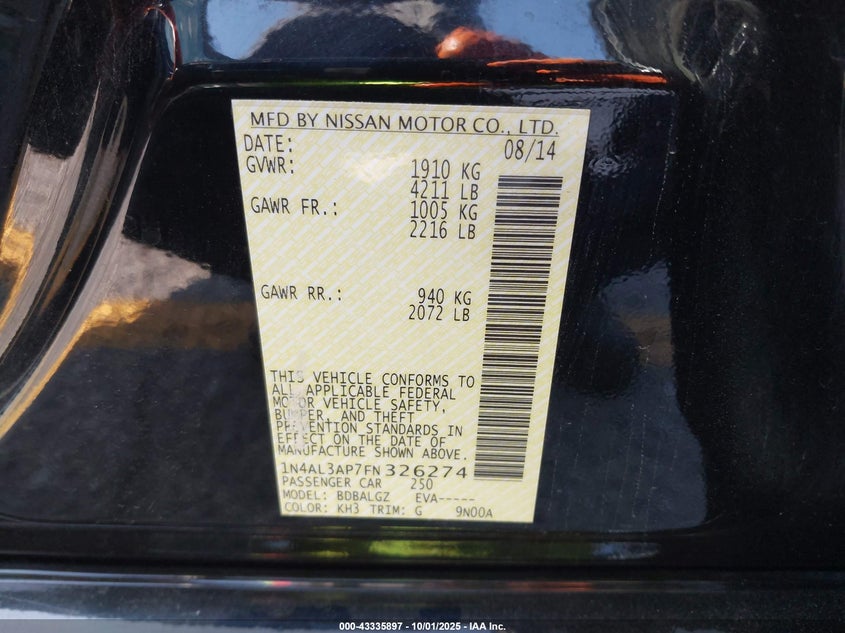 MFD BY NISSAN MOTOR CO., LTD.
DATE: 08/14
GVWR: 1910 KG
4211 LB
GAWR FR.: 1005 KG
2216 LB
GAWR RR.: 940 KG
2072 LB
THIS VEHICLE CONFORMS TO
ALL APPLICABLE FEDERAL
MOTOR VEHICLE SAFETY,
BUMPER, AND THEFT
PREVENTION STANDARDS IN
EFFECT ON THE DATE OF
MANUFACTURE SHOWN ABOVE.
1N4AL3AP7FN326274
PASSENGER CAR 250
MODEL: BDBALGZ EVA-----
COLOR: KH3 TRIM: G 9N00A
000-43335897 - 10/01/2025 - IAA Inc.